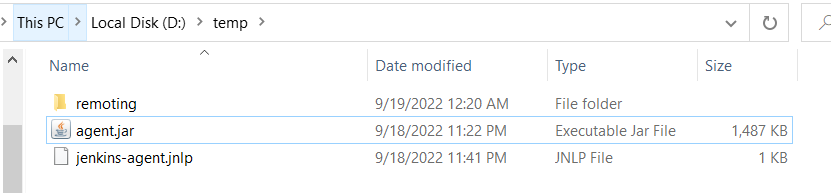 This PC > Local Disk (D:) > temp >
Name Date modified Type Size
remoting 9/19/2022 12:20 AM File folder
agent.jar 9/18/2022 11:22 PM Executable Jar File 1,487 KB
jenkins-agent.jnlp 9/18/2022 11:41 PM JNLP File 1 KB